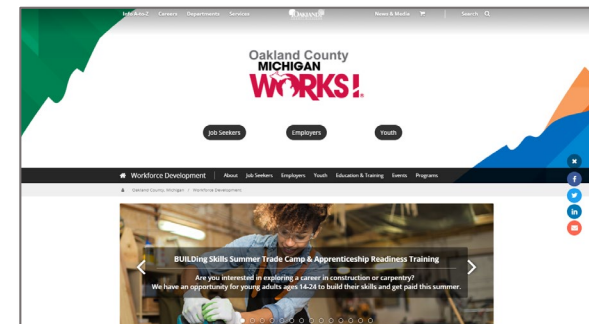 Info A-to-Z Careers Departments Services OAKLAND News & Media Search
Oakland County
MICHIGAN
WORKS!
Job Seekers Employers Youth
Workforce Development About Job Seekers Employers Youth Education & Training Events Programs
Oakland County, Michigan / Workforce Development
BUILDing Skills Summer Trade Camp & Apprenticeship Readiness Training
Are you interested in exploring a career in construction or carpentry?
We have an opportunity for young adults ages 14-24 to build their skills and get paid this summer.